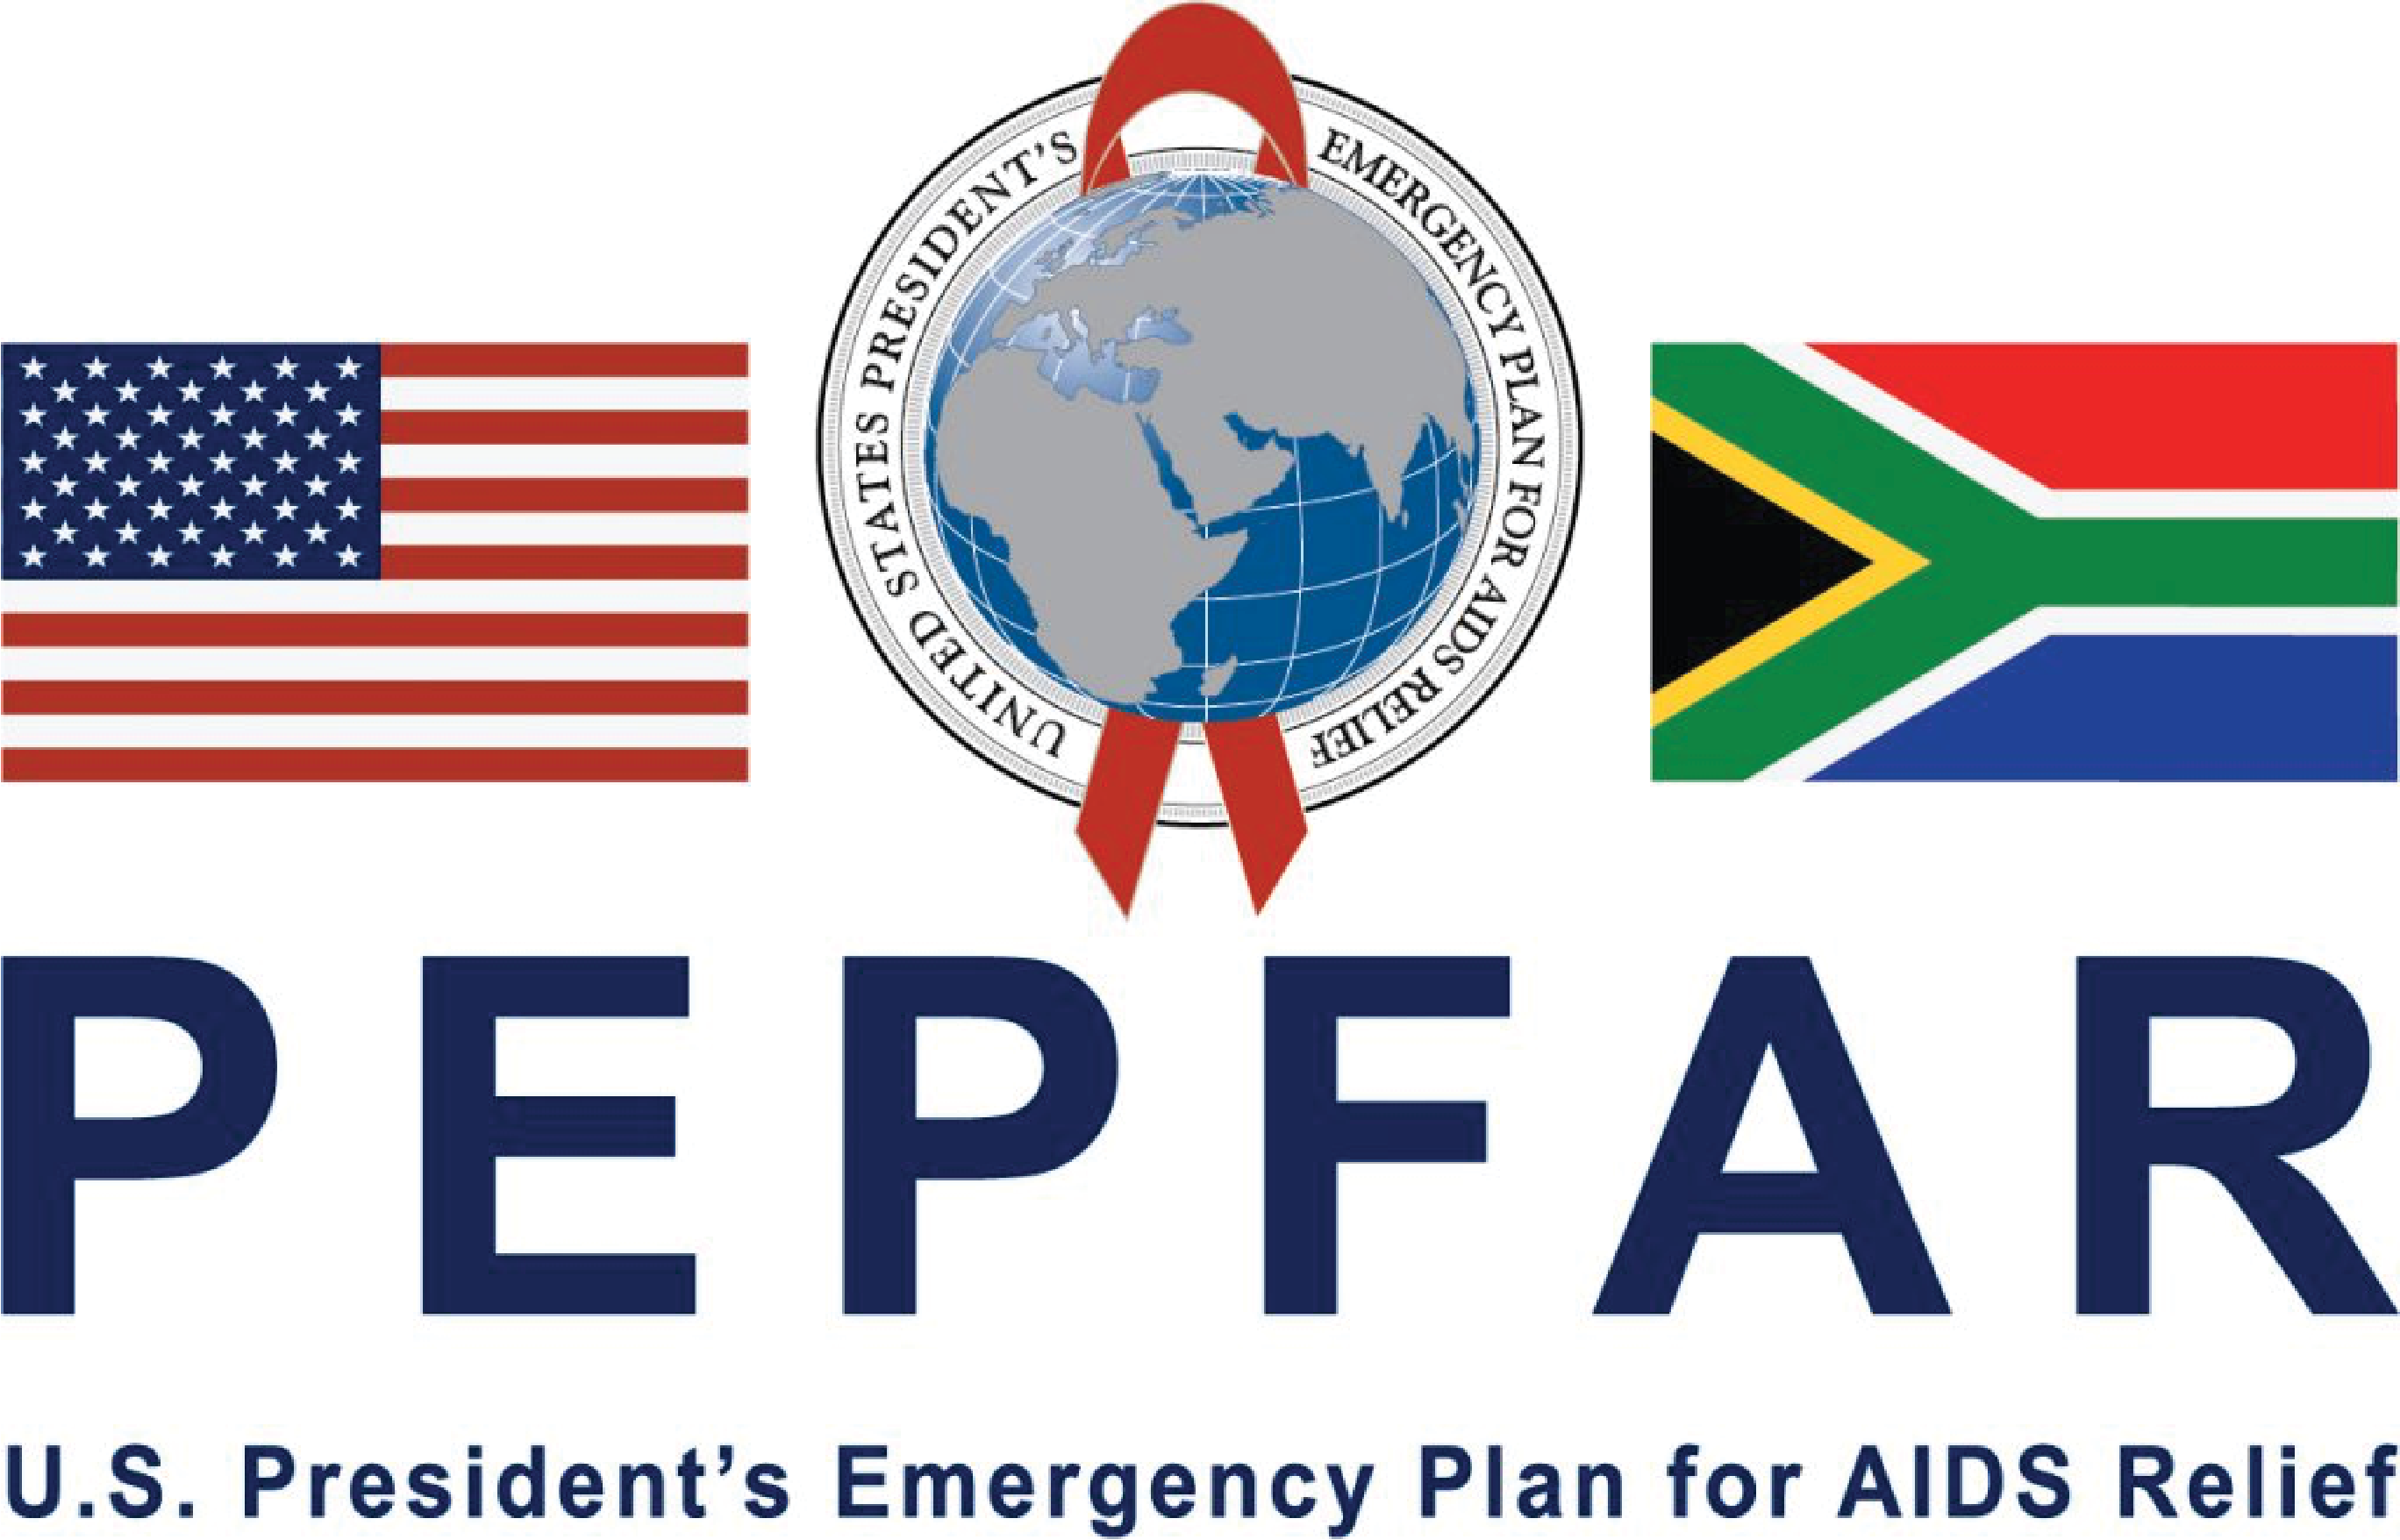 UNITED STATES PRESIDENT'S
EMERGENCY PLAN FOR AIDS RELIEF
PEPFAR
U.S. President’s Emergency Plan for AIDS Relief